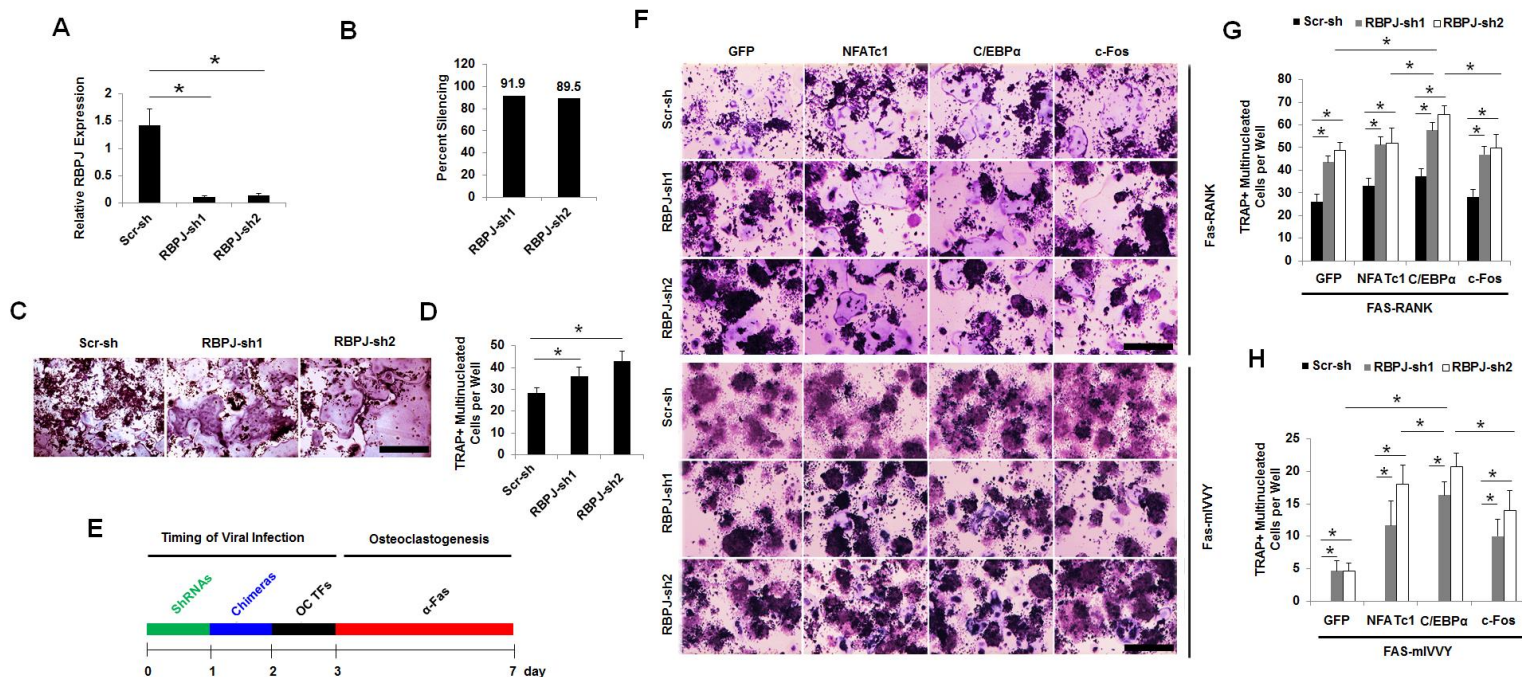 A
Relative RBPJ Expression
2
1.5
1
0.5
0
*
*
Scr-sh
RBPJ-sh1
RBPJ-sh2
B
Percent Silencing
120
100
80
60
40
20
0
91.9
89.5
RBPJ-sh1
RBPJ-sh2
C
Scr-sh RBPJ-sh1 RBPJ-sh2
D
TRAP+ Multinucleated
Cells per Well
50
40
30
20
10
0
*
*
Scr-sh
RBPJ-sh1
RBPJ-sh2
E
Timing of Viral Infection Osteoclastogenesis
ShRNAs
Chimeras
OC TFs
α-Fas
0 1 2 3 7 day
F
GFP NFATc1 C/EBPα c-Fos
Scr-sh
RBPJ-sh1
RBPJ-sh2
Fas-RANK
Scr-sh
RBPJ-sh1
RBPJ-sh2
Fas-mIVVY
G
Scr-sh RBPJ-sh1 RBPJ-sh2
TRAP+ Multinucleated
Cells per Well
80
70
60
50
40
30
20
10
0
*
* *
* * * *
* * * *
GFP NFATc1 C/EBPα c-Fos
FAS-RANK
H
Scr-sh RBPJ-sh1 RBPJ-sh2
TRAP+ Multinucleated
Cells per Well
25
20
15
10
5
0
*
* *
* * * *
* * *
GFP NFATc1 C/EBPα c-Fos
FAS-mIVVY